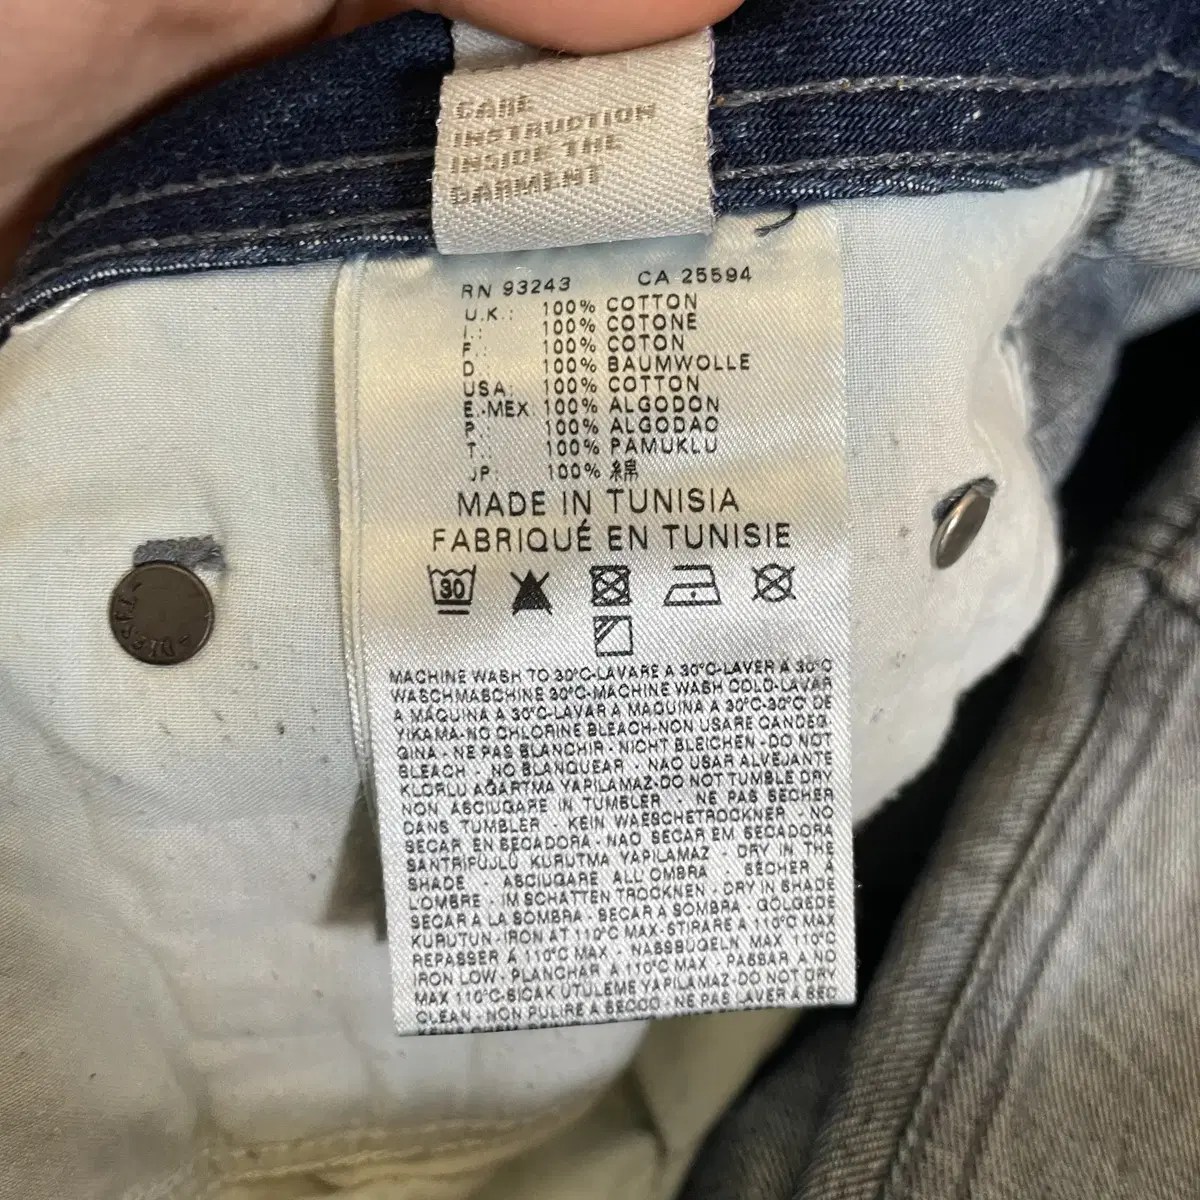 CARE
INSTRUCTION
INSIDE THE
GARMENT
RN 93243 CA 25594
U.K.: 100% COTTON
I.: 100% COTONE
F.: 100% COTON
D. 100% BAUMWOLLE
USA: 100% COTTON
E.-MEX: 100% ALGODON
P.: 100% ALGODAO
T.: 100% PAMUKLU
JP: 100% 綿
MADE IN TUNISIA
FABRIQUÉ EN TUNISIE
30
MACHINE WASH TO 30°C-LAVARE A 30°C-LAVER Á 30°C
WASCHMASCHINE 30°C-MACHINE WASH COLD-LAVAR
A MÁQUINA A 30°C-LAVAR A MAQUINA A 30°C-30°C DE
YIKAMA-NO CHLORINE BLEACH-NON USARE CANDEG
GINA - NE PAS BLANCHIR - NICHT BLEICHEN - DO NOT
BLEACH - NO BLANQUEAR - NAO USAR ALVEJANTE
KLORLU AGARTMA YAPILAMAZ-DO NOT TUMBLE DRY
NON ASCIUGARE IN TUMBLER - NE PAS SECHER
DANS TUMBLER - KEIN WAESCHETROCKNER - NO
SECAR EN SECADORA - NAO SECAR EM SECADORA
SANTRIFUJLÜ KURUTMA YAPILAMAZ - DRY IN THE
SHADE - ASCIUGARE ALL'OMBRA - SÉCHER À
L'OMBRE - IM SCHATTEN TROCKNEN - DRY IN SHADE
SECAR A LA SOMBRA - SECAR A SOMBRA - GÖLGEDE
KURUTUN - IRON AT 110°C MAX-STIRARE A 110°C MAX
REPASSER À 110°C MAX - NASSBÜGELN MAX 110°C
IRON LOW - PLANCHAR A 110°C MAX - PASSAR A NO
MAX 110°C-SICAK UTULEME YAPILAMAZ-DO NOT DRY
CLEAN - NON PULIRE A SECCO - NE PAS LAVER Á SEC